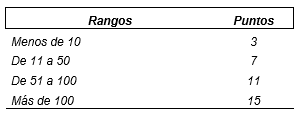 Rangos Puntos
Menos de 10 3
De 11 a 50 7
De 51 a 100 11
Más de 100 15